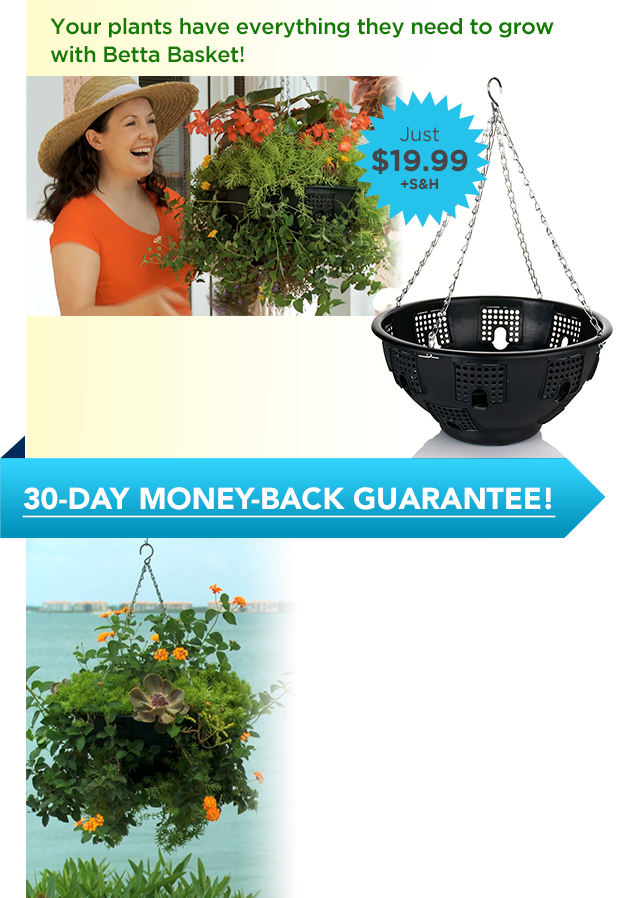 Your plants have everything they need to grow
with Betta Basket!
Just
$19.99
+S&H
30-DAY MONEY-BACK GUARANTEE!